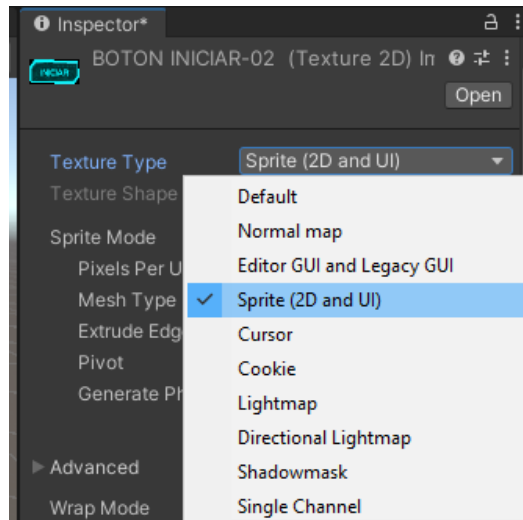 Inspector*
BOTON INICIAR-02 (Texture 2D) In
INICIAR
Open
Texture Type Sprite (2D and UI)
Texture Shape
Default
Sprite Mode
Normal map
Pixels Per U
Editor GUI and Legacy GUI
Mesh Type
Sprite (2D and UI)
Extrude Edg
Cursor
Pivot
Cookie
Generate Ph
Lightmap
Directional Lightmap
Advanced
Shadowmask
Wrap Mode
Single Channel